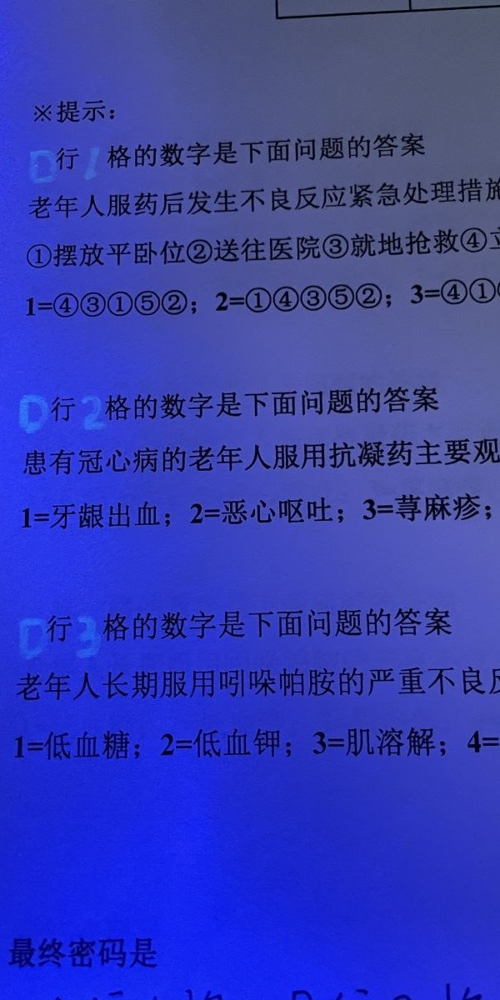 ※提示：
D行1格的数字是下面问题的答案
老年人服药后发生不良反应紧急处理措施
①摆放平卧位②送往医院③就地抢救④立
1=④③①⑤②；2=①④③⑤②；3=④①
D行2格的数字是下面问题的答案
患有冠心病的老年人服用抗凝药主要观
1=牙龈出血；2=恶心呕吐；3=荨麻疹；
D行3格的数字是下面问题的答案
老年人长期服用吲哚帕胺的严重不良反
1=低血糖；2=低血钾；3=肌溶解；4=
最终密码是